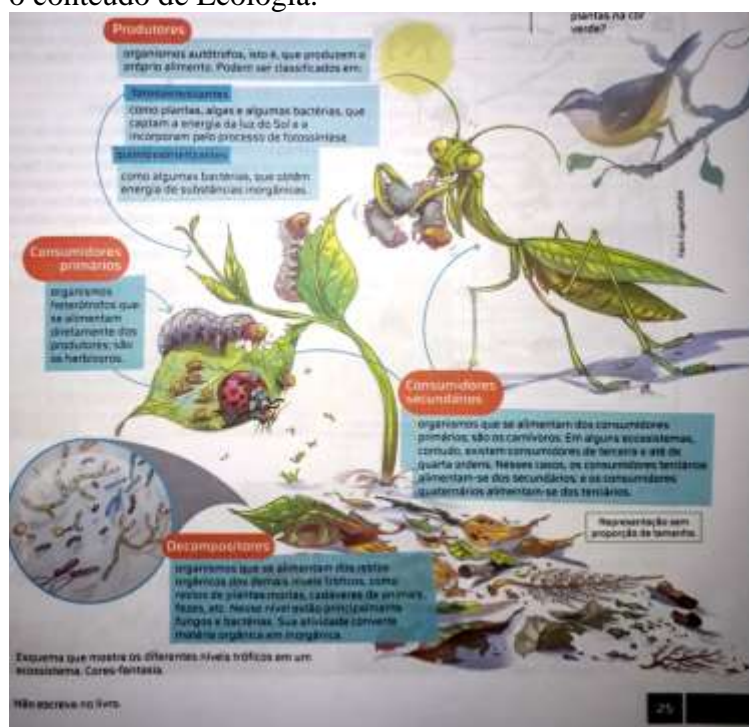 o conteúdo de Ecologia.
plantas na cor
verde?
Produtores
organismos autótrofos, isto é, que produzem o
próprio alimento. Podem ser classificados em:
fotossintetizantes
como plantas, algas e algumas bactérias, que
captam a energia da luz do Sol e a
incorporam pelo processo de fotossíntese
quimiossintetizantes
como algumas bactérias, que obtêm
energia de substâncias inorgânicas.
Consumidores
primários
organismos
heterótrofos que
se alimentam
diretamente dos
produtores; são
os herbívoros.
Consumidores
secundários
organismos que se alimentam dos consumidores
primários; são os carnívoros. Em alguns ecossistemas,
contudo, existem consumidores de terceira e até de
quarta ordens. Nesses casos, os consumidores terciários
alimentam-se dos secundários; e os consumidores
quaternários alimentam-se dos terciários.
Representação sem
proporção de tamanho.
Decompositores
organismos que se alimentam dos restos
orgânicos dos demais níveis tróficos, como
restos de plantas mortas, cadáveres de animais,
fezes, etc. Nesse nível estão principalmente
fungos e bactérias. Sua atividade converte
matéria orgânica em inorgânica.
Esquema que mostra os diferentes níveis tróficos em um
ecossistema. Cores-fantasia.
Não escreva no livro.
25